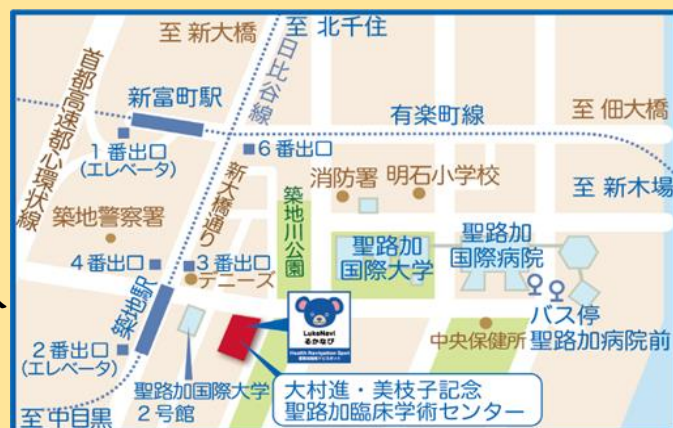 至 新大橋
至 北千住
日比谷線
首都高速都心環状線
新富町駅
有楽町線
至 佃大橋
1番出口
(エレベータ)
6番出口
新大橋通り
消防署
明石小学校
至 新木場
築地警察署
築地川公園
聖路加
国際大学
聖路加
国際病院
4番出口
3番出口
デニーズ
築地駅
LukeNavi
るかなび
Health Navigation Spot
バス停
聖路加病院前
中央保健所
2番出口
(エレベータ)
聖路加国際大学
2号館
大村進・美枝子記念
聖路加臨床学術センター
至 中目黒